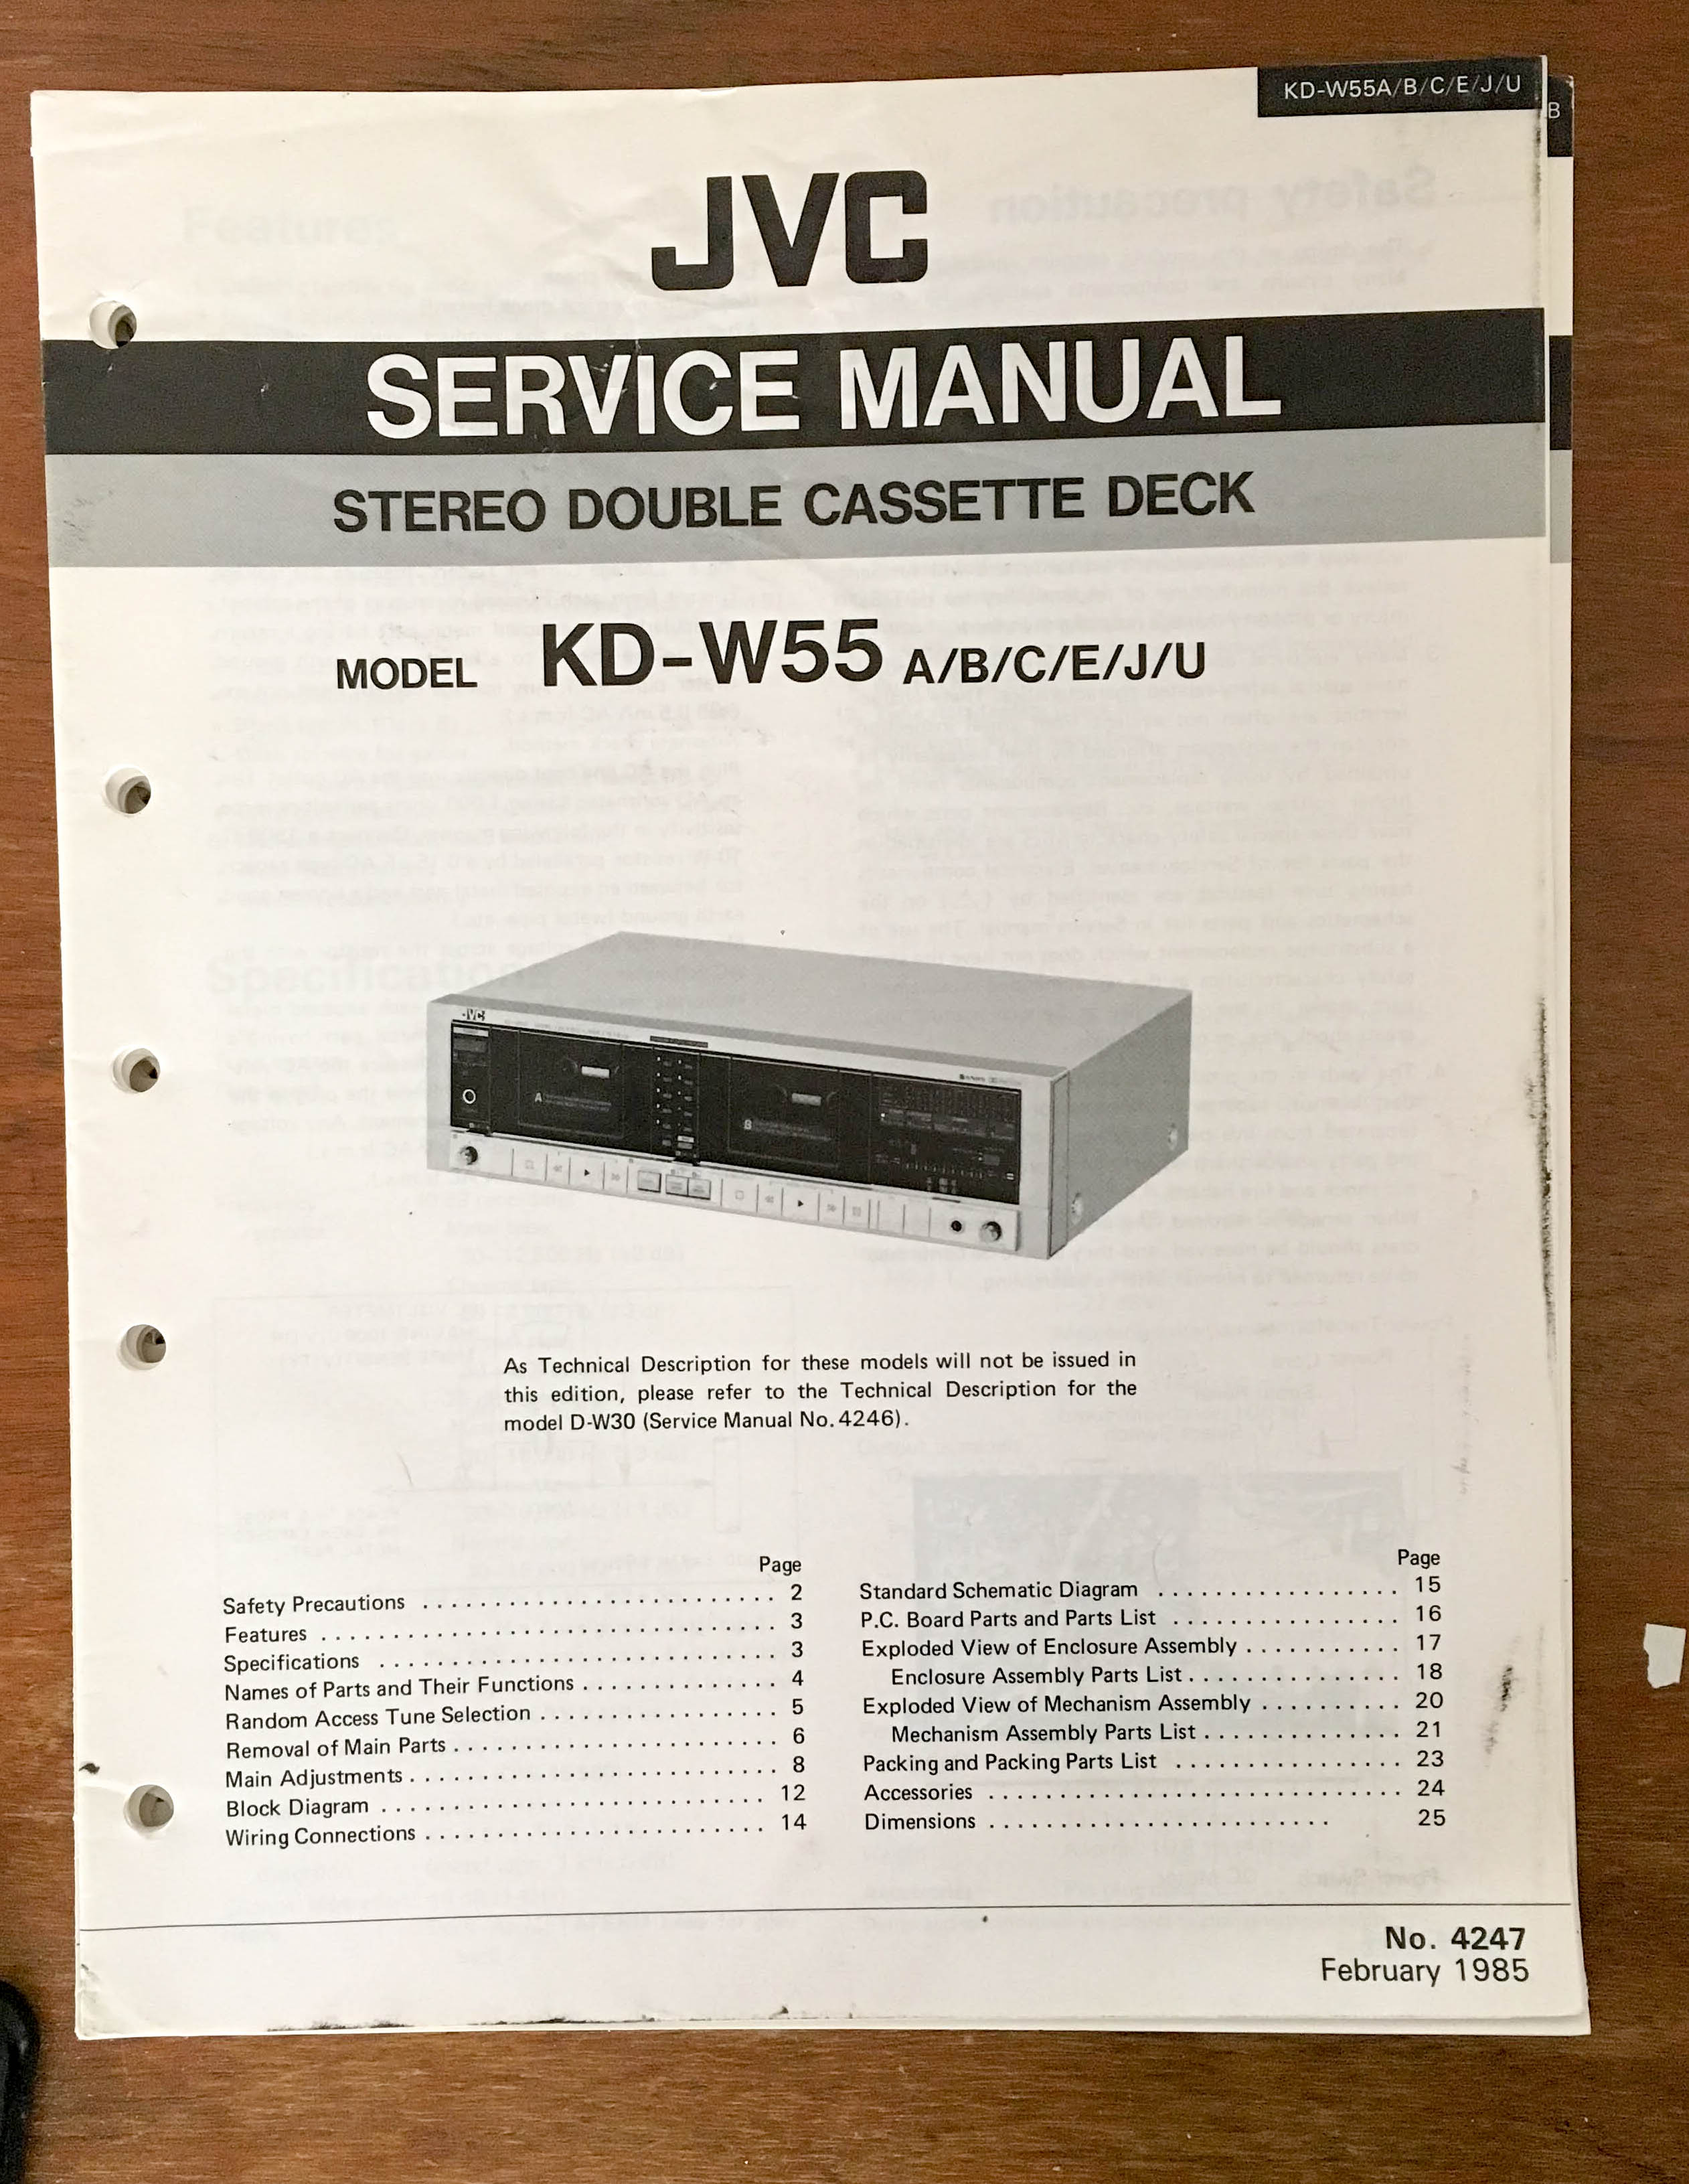 KD-W55A/B/C/E/J/U
B
JVC
SERVICE MANUAL
STEREO DOUBLE CASSETTE DECK
MODEL KD-W55 A/B/C/E/J/U
JVC
A
B
As Technical Description for these models will not be issued in
this edition, please refer to the Technical Description for the
model D-W30 (Service Manual No. 4246).
Page
Safety Precautions . . . . . . . . . . . . . . . . . . . . . . . . . 2
Features . . . . . . . . . . . . . . . . . . . . . . . . . . . . . . . . 3
Specifications . . . . . . . . . . . . . . . . . . . . . . . . . . . . 3
Names of Parts and Their Functions . . . . . . . . . . . . . . 4
Random Access Tune Selection . . . . . . . . . . . . . . . . . 5
Removal of Main Parts . . . . . . . . . . . . . . . . . . . . . . . 6
Main Adjustments . . . . . . . . . . . . . . . . . . . . . . . . . . 8
Block Diagram . . . . . . . . . . . . . . . . . . . . . . . . . . . 12
Wiring Connections . . . . . . . . . . . . . . . . . . . . . . . . 14
Page
Standard Schematic Diagram . . . . . . . . . . . . . . . . . 15
P.C. Board Parts and Parts List . . . . . . . . . . . . . . . . 16
Exploded View of Enclosure Assembly . . . . . . . . . . . 17
Enclosure Assembly Parts List . . . . . . . . . . . . . . . 18
Exploded View of Mechanism Assembly . . . . . . . . . . 20
Mechanism Assembly Parts List . . . . . . . . . . . . . . 21
Packing and Packing Parts List . . . . . . . . . . . . . . . . 23
Accessories . . . . . . . . . . . . . . . . . . . . . . . . . . . . . 24
Dimensions . . . . . . . . . . . . . . . . . . . . . . . . 25
No. 4247
February 1985